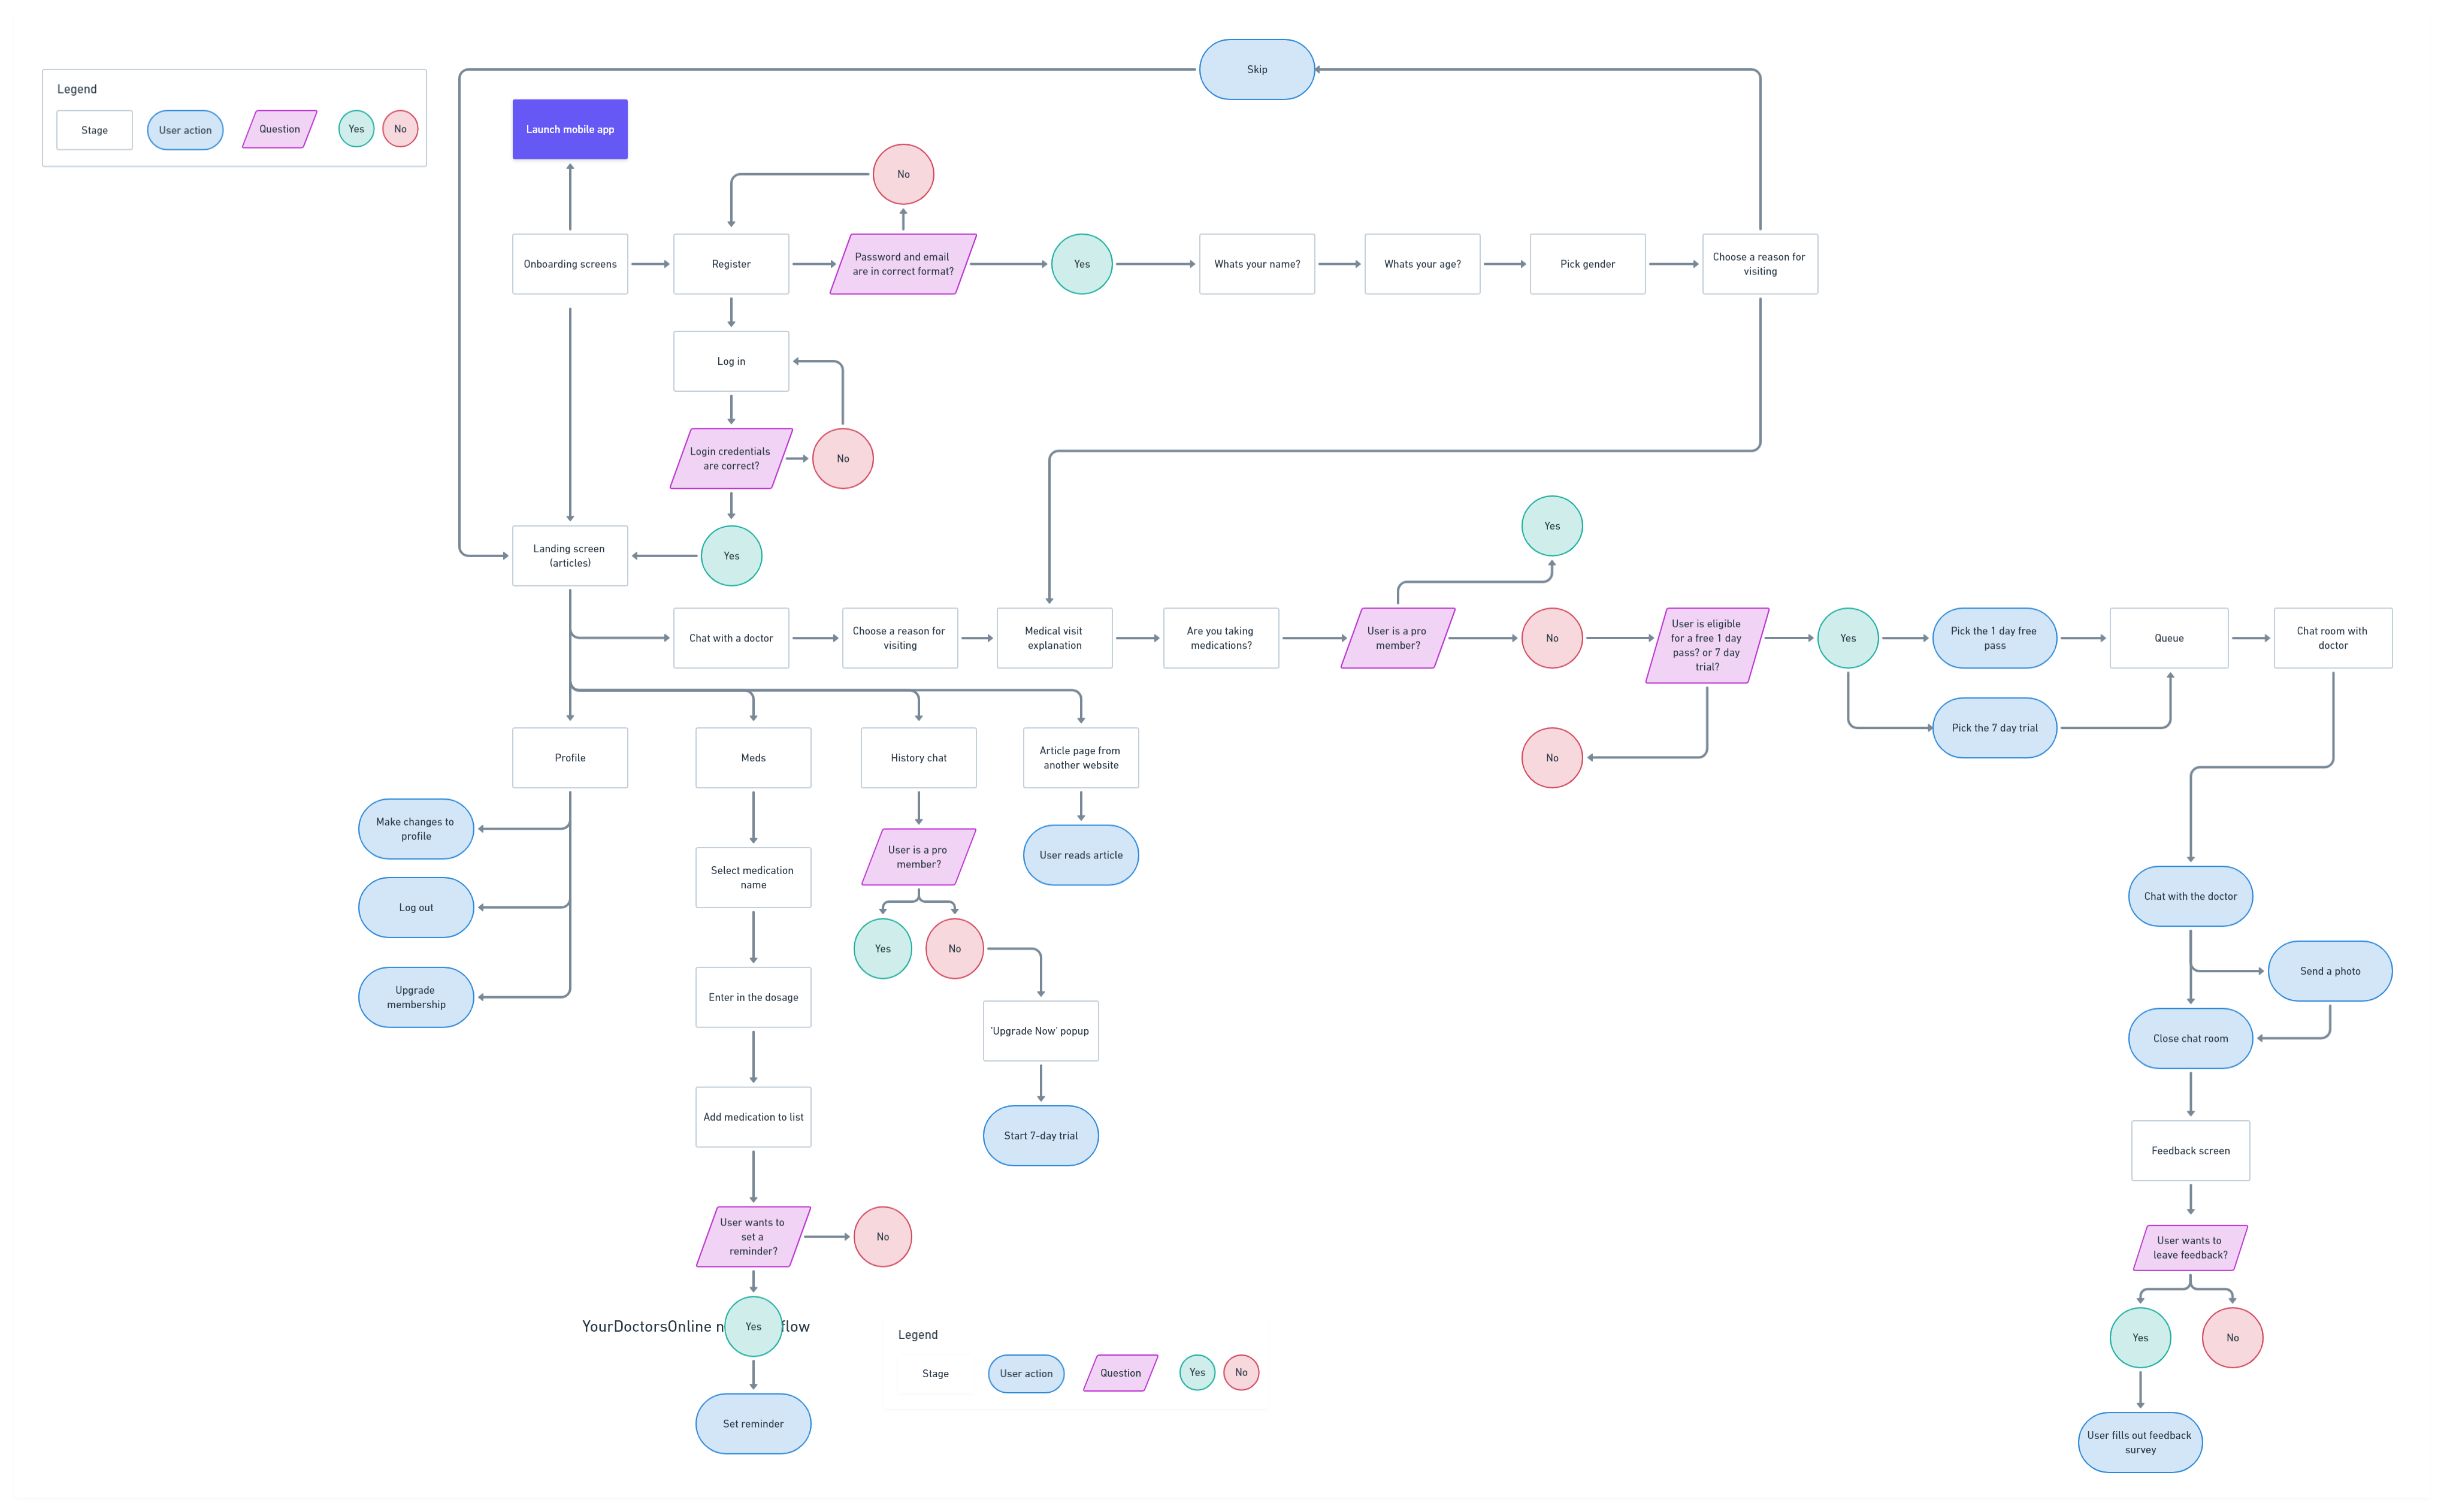 Skip
Legend
Stage
User action
Question
Yes
No
Launch mobile app
No
Onboarding screens
Register
Password and email
are in correct format?
Yes
Whats your name?
Whats your age?
Pick gender
Choose a reason for
visiting
Log in
Login credentials
are correct?
No
Landing screen
(articles)
Yes
Yes
Chat with a doctor
Choose a reason for
visiting
Medical visit
explanation
Are you taking
medications?
User is a pro
member?
No
User is eligible
for a free 1 day
pass? or 7 day
trial?
Yes
Pick the 1 day free
pass
Queue
Chat room with
doctor
Pick the 7 day trial
No
Profile
Meds
History chat
Article page from
another website
Make changes to
profile
Select medication
name
User is a pro
member?
User reads article
Log out
Chat with the doctor
Yes
No
Send a photo
Upgrade
membership
Enter in the dosage
'Upgrade Now' popup
Close chat room
Add medication to list
Start 7-day trial
Feedback screen
User wants to
set a
reminder?
No
User wants to
leave feedback?
YourDoctorsOnline n
Yes
flow
Legend
Stage
User action
Question
Yes
No
Yes
No
Set reminder
User fills out feedback
survey